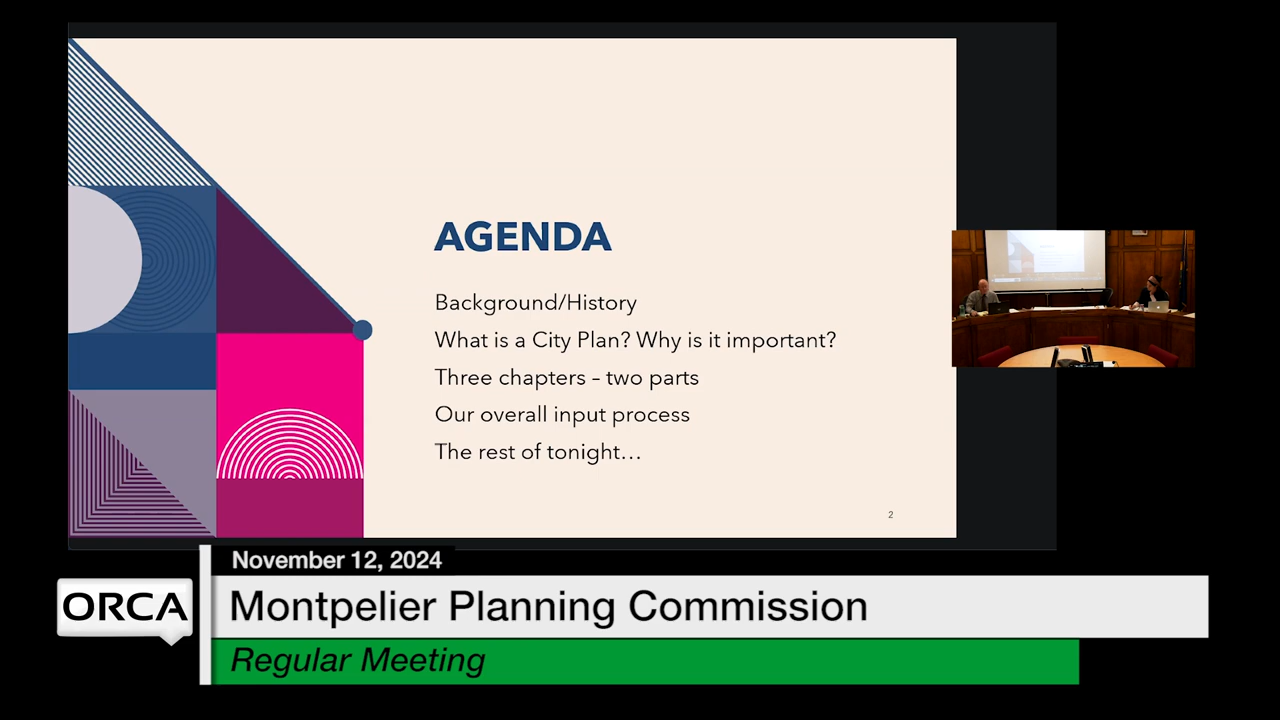 AGENDA
Background/History
What is a City Plan? Why is it important?
Three chapters – two parts
Our overall input process
The rest of tonight…
2
November 12, 2024
ORCA
Montpelier Planning Commission
Regular Meeting